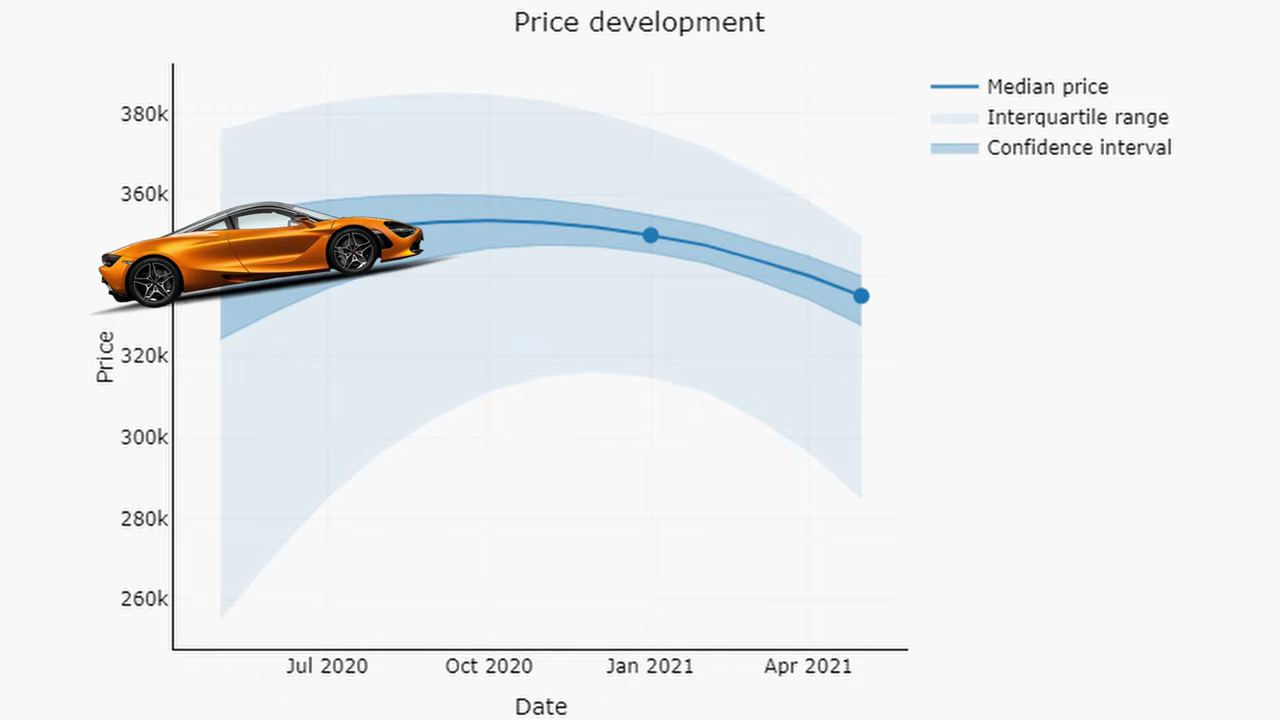 Price development
Median price
Interquartile range
Confidence interval
380k
360k
320k
300k
280k
260k
Price
Jul 2020
Oct 2020
Jan 2021
Apr 2021
Date